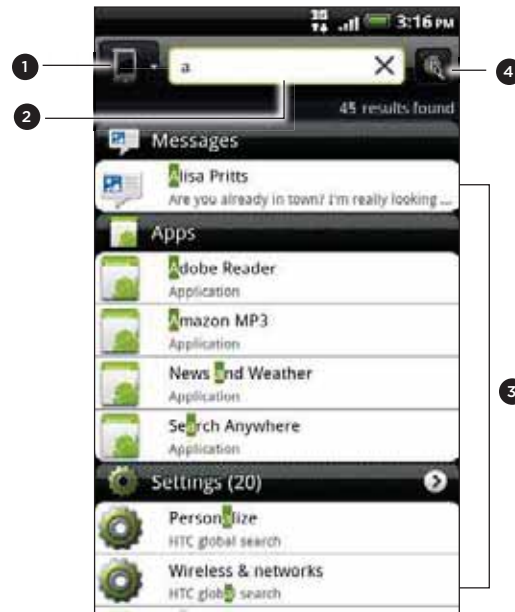 3G
3:16 PM
1
a
4
2
45 results found
Messages
Alisa Pritts
Are you already in town? I'm really looking ...
Apps
Adobe Reader
Application
Amazon MP3
Application
News and Weather
Application
3
Search Anywhere
Application
Settings (20)
Personalize
HTC global search
Wireless & networks
HTC global search